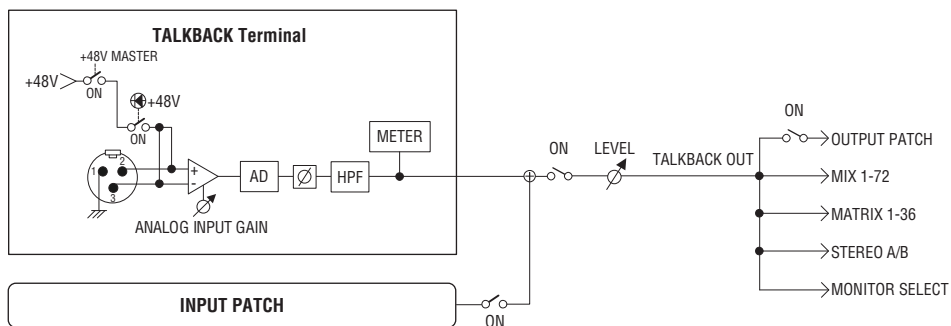 TALKBACK Terminal
+48V MASTER
+48V
ON
+48V
ON
METER
1
2
3
+
-
AD
Ø
HPF
ANALOG INPUT GAIN
ON
LEVEL
TALKBACK OUT
ON
OUTPUT PATCH
MIX 1-72
MATRIX 1-36
STEREO A/B
MONITOR SELECT
INPUT PATCH
ON